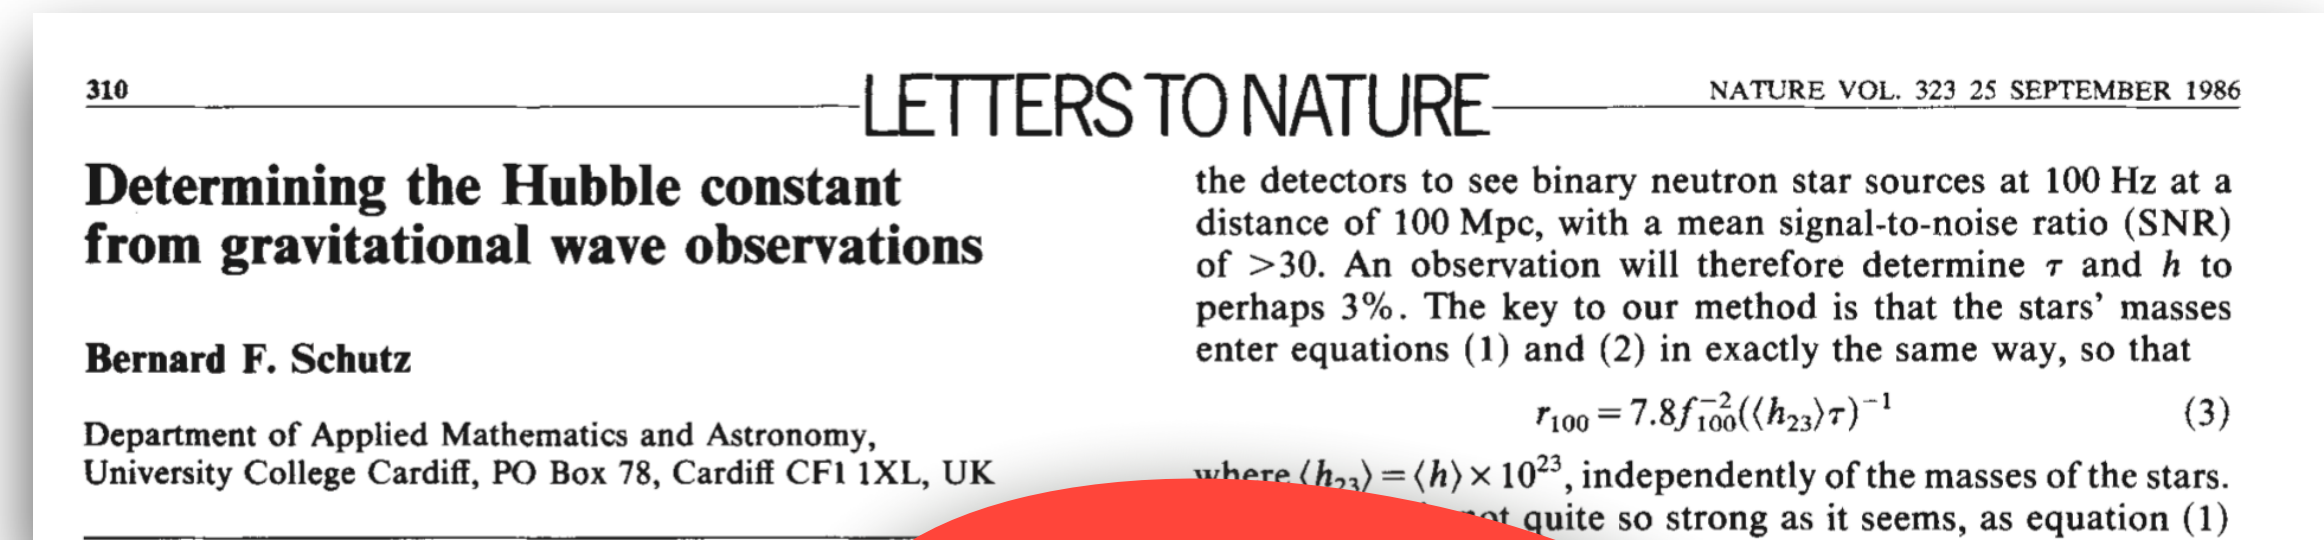 310
LETTERS TO NATURE
NATURE VOL. 323 25 SEPTEMBER 1986
Determining the Hubble constant
from gravitational wave observations
Bernard F. Schutz
Department of Applied Mathematics and Astronomy,
University College Cardiff, PO Box 78, Cardiff CF1 1XL, UK
the detectors to see binary neutron star sources at 100 Hz at a
distance of 100 Mpc, with a mean signal-to-noise ratio (SNR)
of >30. An observation will therefore determine τ and h to
perhaps 3%. The key to our method is that the stars' masses
enter equations (1) and (2) in exactly the same way, so that
r₁₀₀ = 7.8f₁₀₀⁻²(⟨h₂₃⟩τ)⁻¹ (3)
where ⟨h₂₃⟩ = ⟨h⟩ × 10²³, independently of the masses of the stars.
quite so strong as it seems, as equation (1)